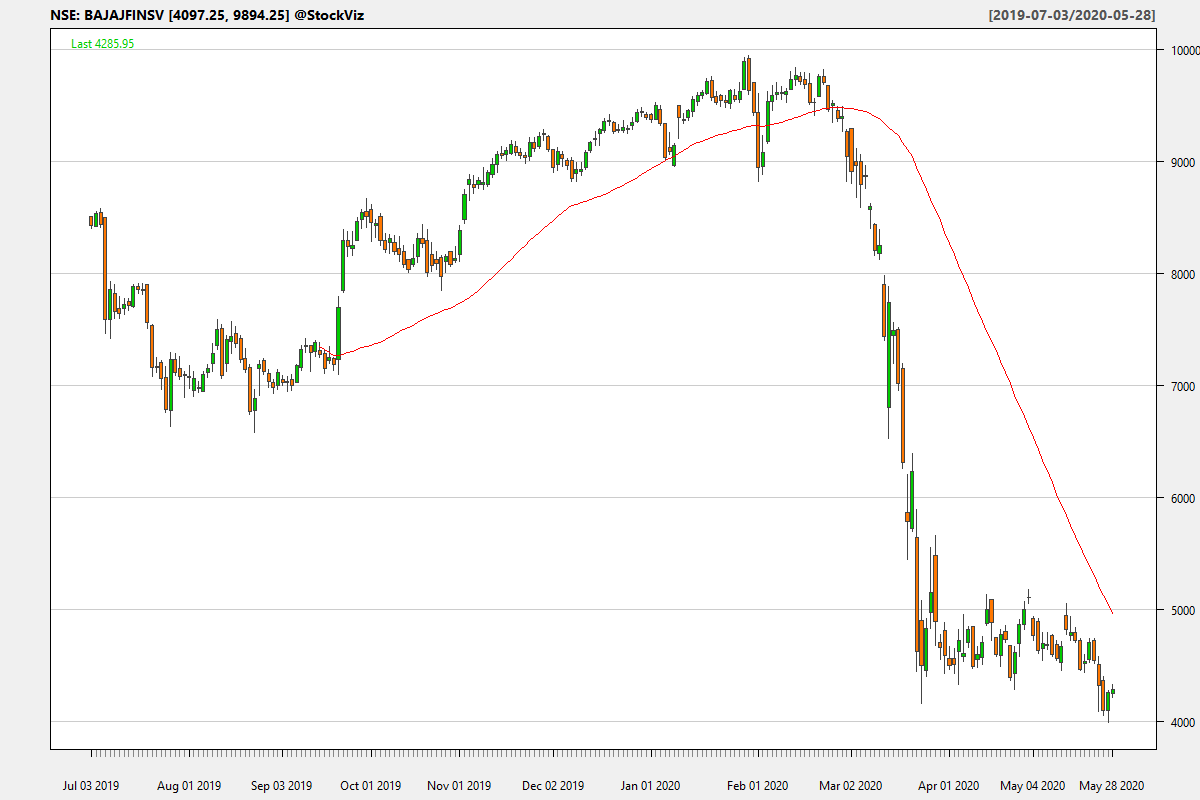 NSE: BAJAJFINSV [4097.25, 9894.25] @StockViz [2019-07-03/2020-05-28]
Last 4285.95
10000
9000
8000
7000
6000
5000
4000
Jul 03 2019 Aug 01 2019 Sep 03 2019 Oct 01 2019 Nov 01 2019 Dec 02 2019 Jan 01 2020 Feb 01 2020 Mar 02 2020 Apr 01 2020 May 04 2020 May 28 2020